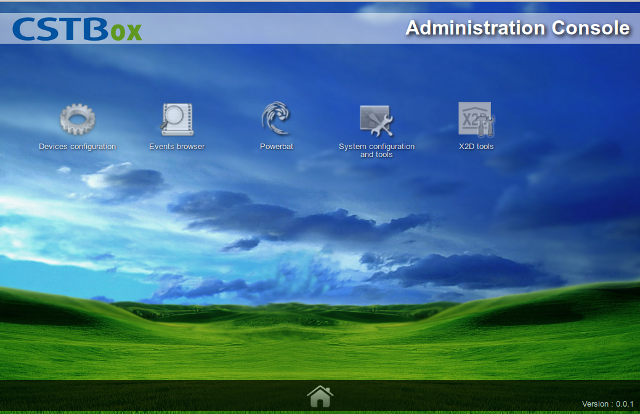 CSTBox
Administration Console
Devices configuration
Events browser
Powerbat
System configuration
and tools
X2D
X2D tools
Version : 0.0.1